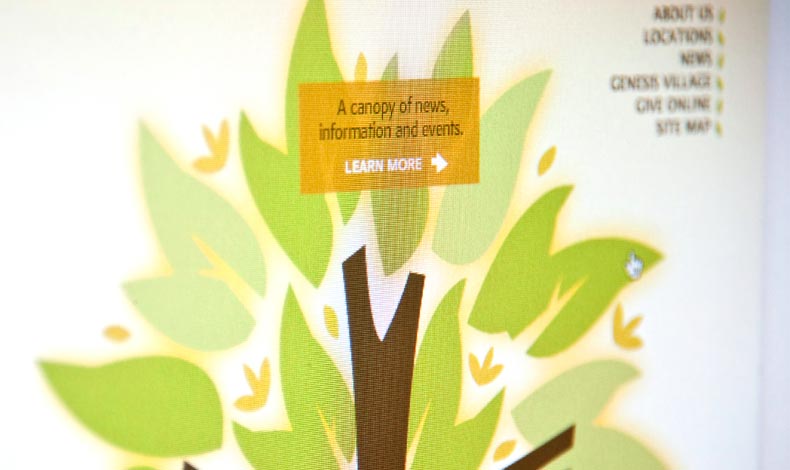 ABOUT US
LOCATIONS
NEWS
GENESIS VILLAGE
GIVE ONLINE
SITE MAP
A canopy of news,
information and events.
LEARN MORE